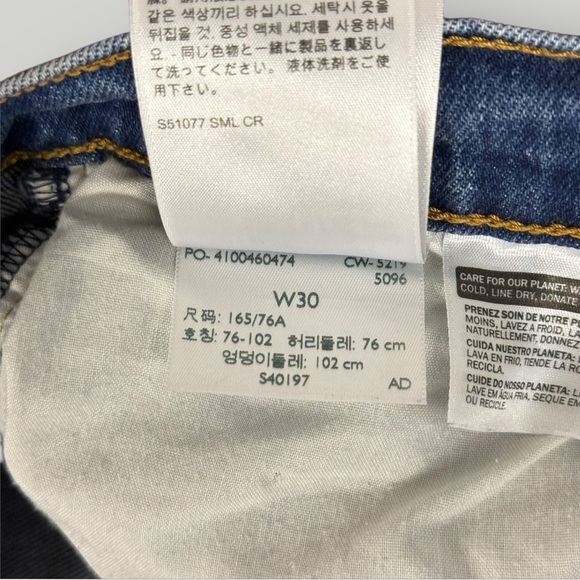 같은 색상끼리 하십시요. 세탁시 옷을
뒤집을 것. 중성 액체 세제를 사용하세
요. - 同じ色物と一緒に製品を裏返し
て洗ってください。液体洗剤をご使
用下さい。
S51077 SML CR
PO- 4100460474 CW- 5219
5096
W30
尺码: 165/76A
호칭: 76-102 허리둘레: 76 cm
엉덩이둘레: 102 cm
S40197 AD
CARE FOR OUR PLANET: W
COLD, LINE DRY, DONATE
PRENEZ SOIN DE NOTRE
MOINS, LAVEZ A FROID,
NATURELLEMENT, DONNEZ
CUIDA NUESTRO PLANETA:
LAVA EN FRIO, TIENDE LA RO
RECICLA.
CUIDE DO NOSSO PLANETA:
LAVE EM ÁGUA FRIA, SEQUE EM
OU RECICLE.